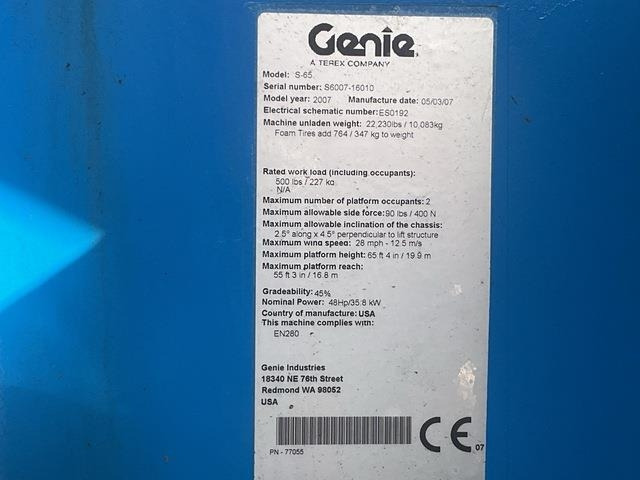 Genie
A TEREX COMPANY
Model: S-65
Serial number: S6007-16010
Model year: 2007 Manufacture date: 05/03/07
Electrical schematic number:ES0192
Machine unladen weight: 22,230lbs / 10,083kg
Foam Tires add 764 / 347 kg to weight
Rated work load (including occupants):
500 lbs / 227 kg
N/A
Maximum number of platform occupants: 2
Maximum allowable side force: 90 lbs / 400 N
Maximum allowable inclination of the chassis:
2.5° along x 4.5° perpendicular to lift structure
Maximum wind speed: 28 mph - 12.5 m/s
Maximum platform height: 65 ft 4 in / 19.9 m
Maximum platform reach:
55 ft 3 in / 16.8 m
Gradeability: 45%
Nominal Power: 48Hp/35.8 kW
Country of manufacture: USA
This machine complies with:
EN280
Genie Industries
18340 NE 76th Street
Redmond WA 98052
USA
CE 07
PN - 77055